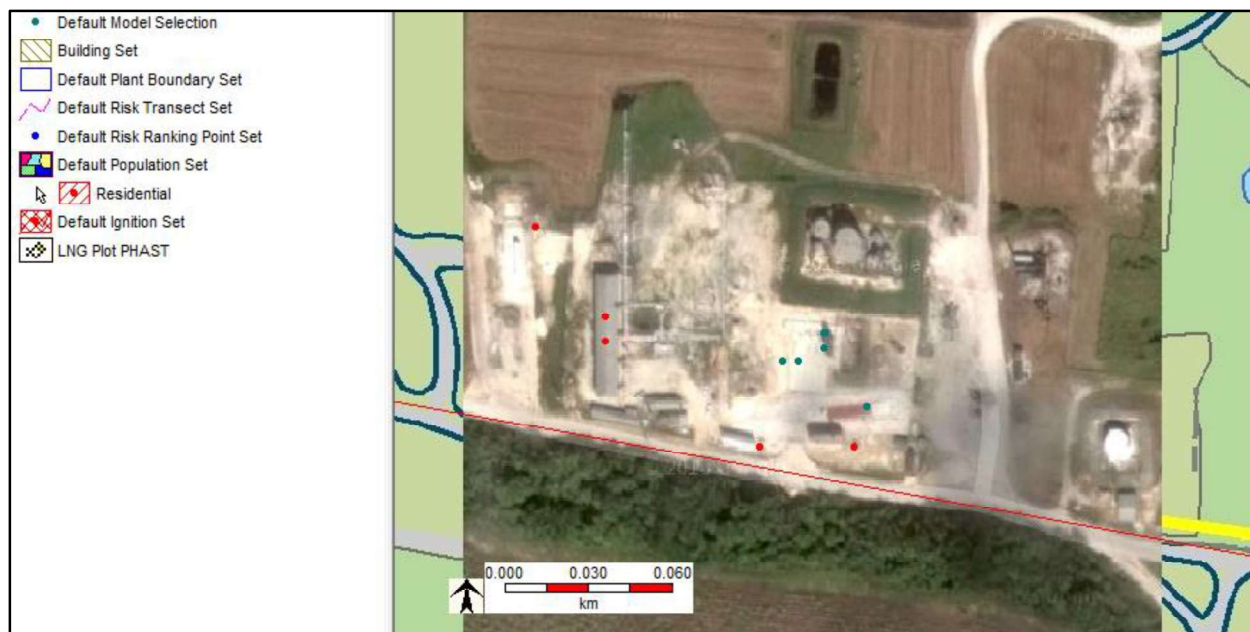 Default Model Selection
Building Set
Default Plant Boundary Set
Default Risk Transect Set
Default Risk Ranking Point Set
Default Population Set
Residential
Default Ignition Set
LNG Plot PHAST
0.000 0.030 0.060
km